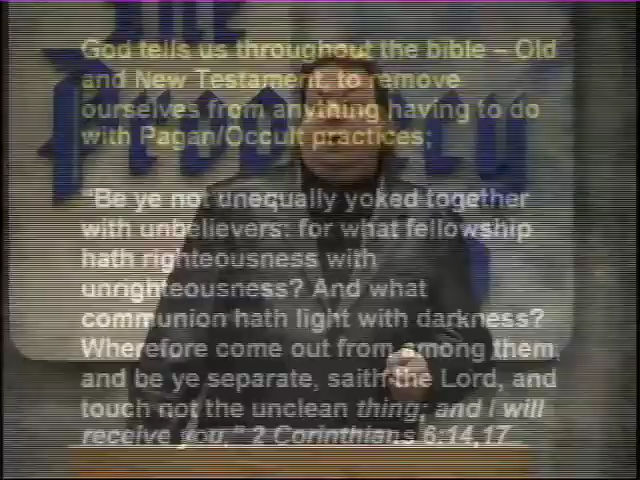 The
Prophecy
God tells us throughout the bible – Old
and New Testament, to remove
ourselves from anything having to do
with Pagan/Occult practices;
"Be ye not unequally yoked together
with unbelievers: for what fellowship
hath righteousness with
unrighteousness? And what
communion hath light with darkness?
Wherefore come out from among them,
and be ye separate, saith the Lord, and
touch not the unclean thing; and I will
receive you," 2 Corinthians 6:14,17